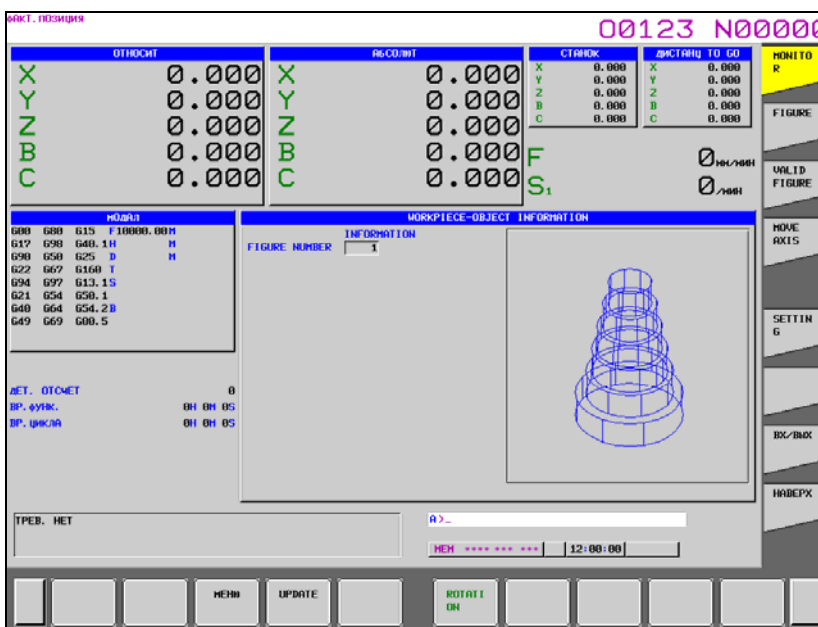 ФАКТ.ПОЗИЦИЯ
O0123 N00000
ОТНОСИТ
X 0.000
Y 0.000
Z 0.000
B 0.000
C 0.000
АБСОЛЮТ
X 0.000
Y 0.000
Z 0.000
B 0.000
C 0.000
СТАНОК
X 0.000
Y 0.000
Z 0.000
B 0.000
C 0.000
ДИСТАНЦ TO GO
X 0.000
Y 0.000
Z 0.000
B 0.000
C 0.000
F 0 ММ/МИН
S1 0 /МИН
МОДАЛ
G00 G80 G15 F10000.00 M
G17 G98 G40.1 H M
G90 G50 G25 D M
G22 G67 G160 T
G94 G97 G13.1 S
G21 G54 G50.1
G40 G64 G54.2 B
G49 G69 G00.5
WORKPIECE-OBJECT INFORMATION
INFORMATION
FIGURE NUMBER 1
ДЕТ. ОТСЧЕТ 0
ВР.ФУНК. 0H 0M 0S
ВР.ЦИКЛА 0H 0M 0S
ТРЕВ. НЕТ
A>_
MEM **** *** ***
12:00:00
MONITO
R
FIGURE
VALID
FIGURE
MOVE
AXIS
SETTIN
G
ВХ/ВЫХ
НАВЕРХ
МЕНЮ
UPDATE
ROTATI
ON